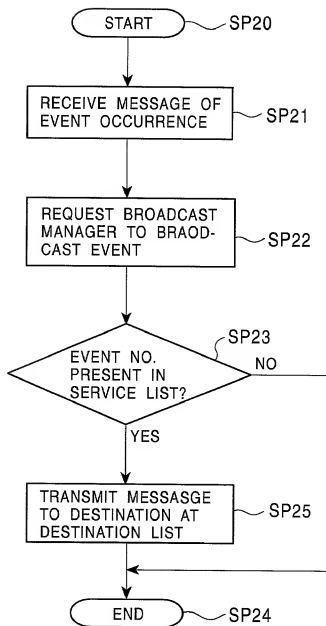 START
SP20
RECEIVE MESSAGE OF
EVENT OCCURRENCE
SP21
REQUEST BROADCAST
MANAGER TO BRAOD-
CAST EVENT
SP22
SP23
EVENT NO.
PRESENT IN
SERVICE LIST?
NO
YES
TRANSMIT MESSASGE
TO DESTINATION AT
DESTINATION LIST
SP25
END
SP24